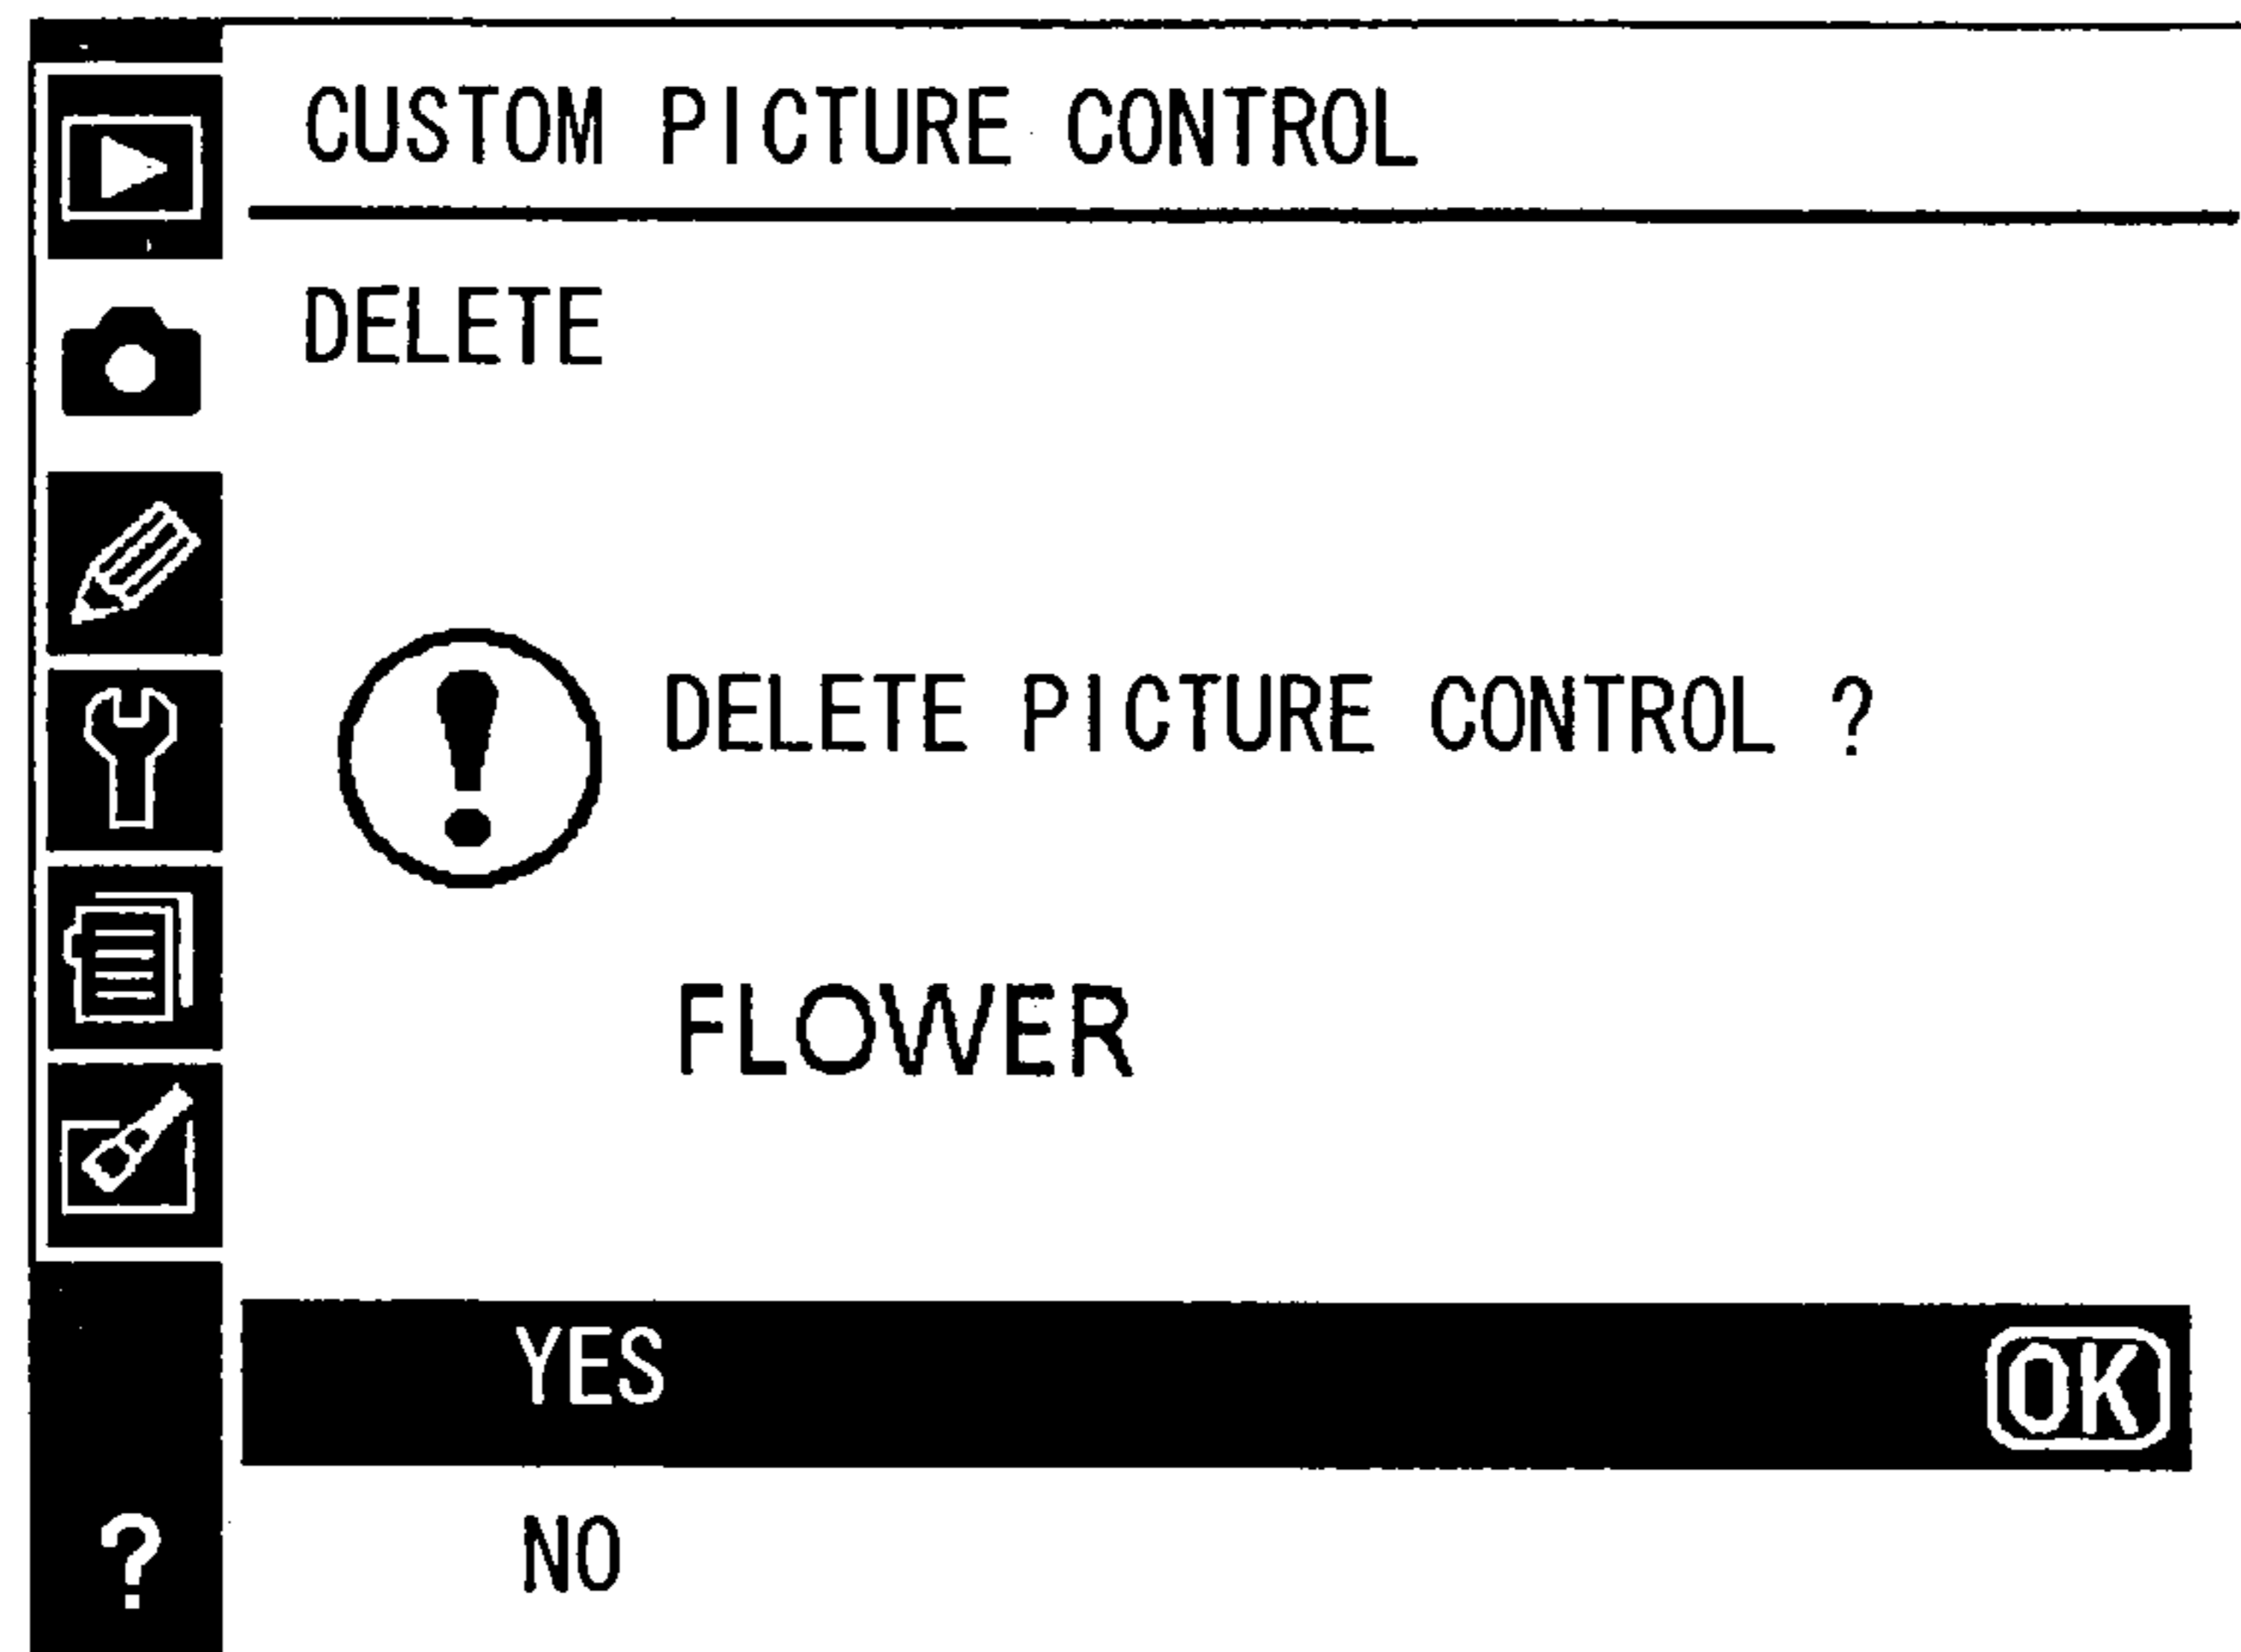 CUSTOM PICTURE CONTROL
DELETE
DELETE PICTURE CONTROL ?
FLOWER
YES OK
NO
?